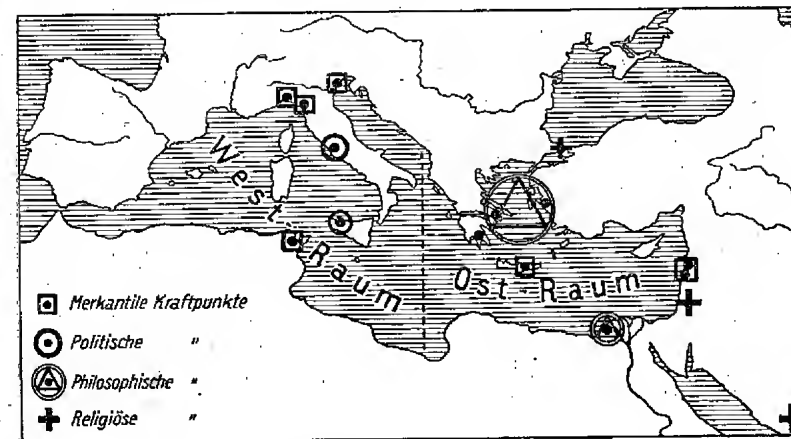 West-Raum
Ost-Raum
Merkantile Kraftpunkte
Politische "
Philosophische "
Religiöse "